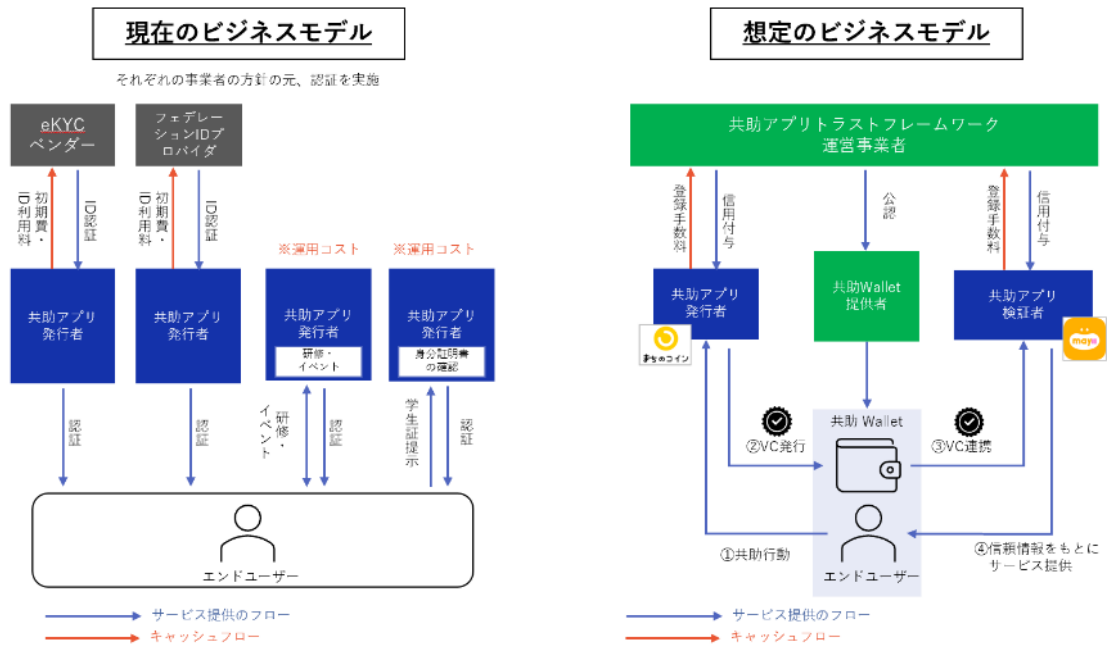 現在のビジネスモデル
それぞれの事業者の方針の元、認証を実施
eKYC
ベンダー
フェデレー
ションIDプ
ロバイダ
初期費・
ID利用料
ID認証
初期費・
ID利用料
ID認証
※運用コスト
※運用コスト
共助アプリ
発行者
共助アプリ
発行者
共助アプリ
発行者
研修・
イベント
共助アプリ
発行者
身分証明書
の確認
認証
認証
研修・
イベント
認証
学生証提示
認証
エンドユーザー
サービス提供のフロー
キャッシュフロー
想定のビジネスモデル
共助アプリトラストフレームワーク
運営事業者
登録手数料
信用付与
公認
登録手数料
信用付与
共助アプリ
発行者
まちのコイン
共助Wallet
提供者
共助アプリ
検証者
may
共助 Wallet
②VC発行
③VC連携
①共助行動
④信頼情報をもとに
サービス提供
エンドユーザー
サービス提供のフロー
キャッシュフロー